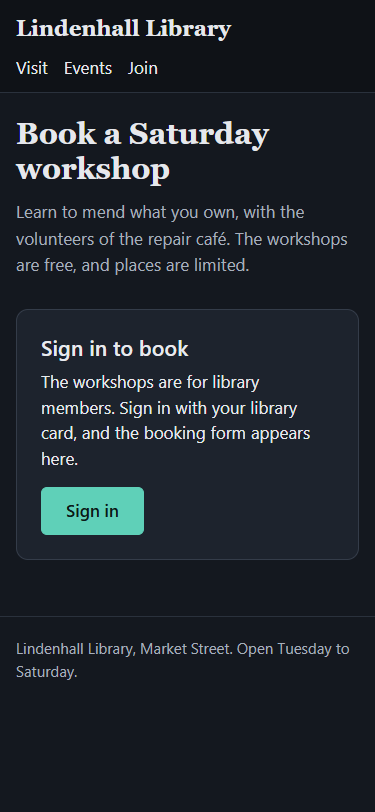 Lindenhall Library
Visit Events Join
Book a Saturday
workshop
Learn to mend what you own, with the
volunteers of the repair café. The workshops
are free, and places are limited.
Sign in to book
The workshops are for library
members. Sign in with your library
card, and the booking form appears
here.
Sign in
Lindenhall Library, Market Street. Open Tuesday to
Saturday.